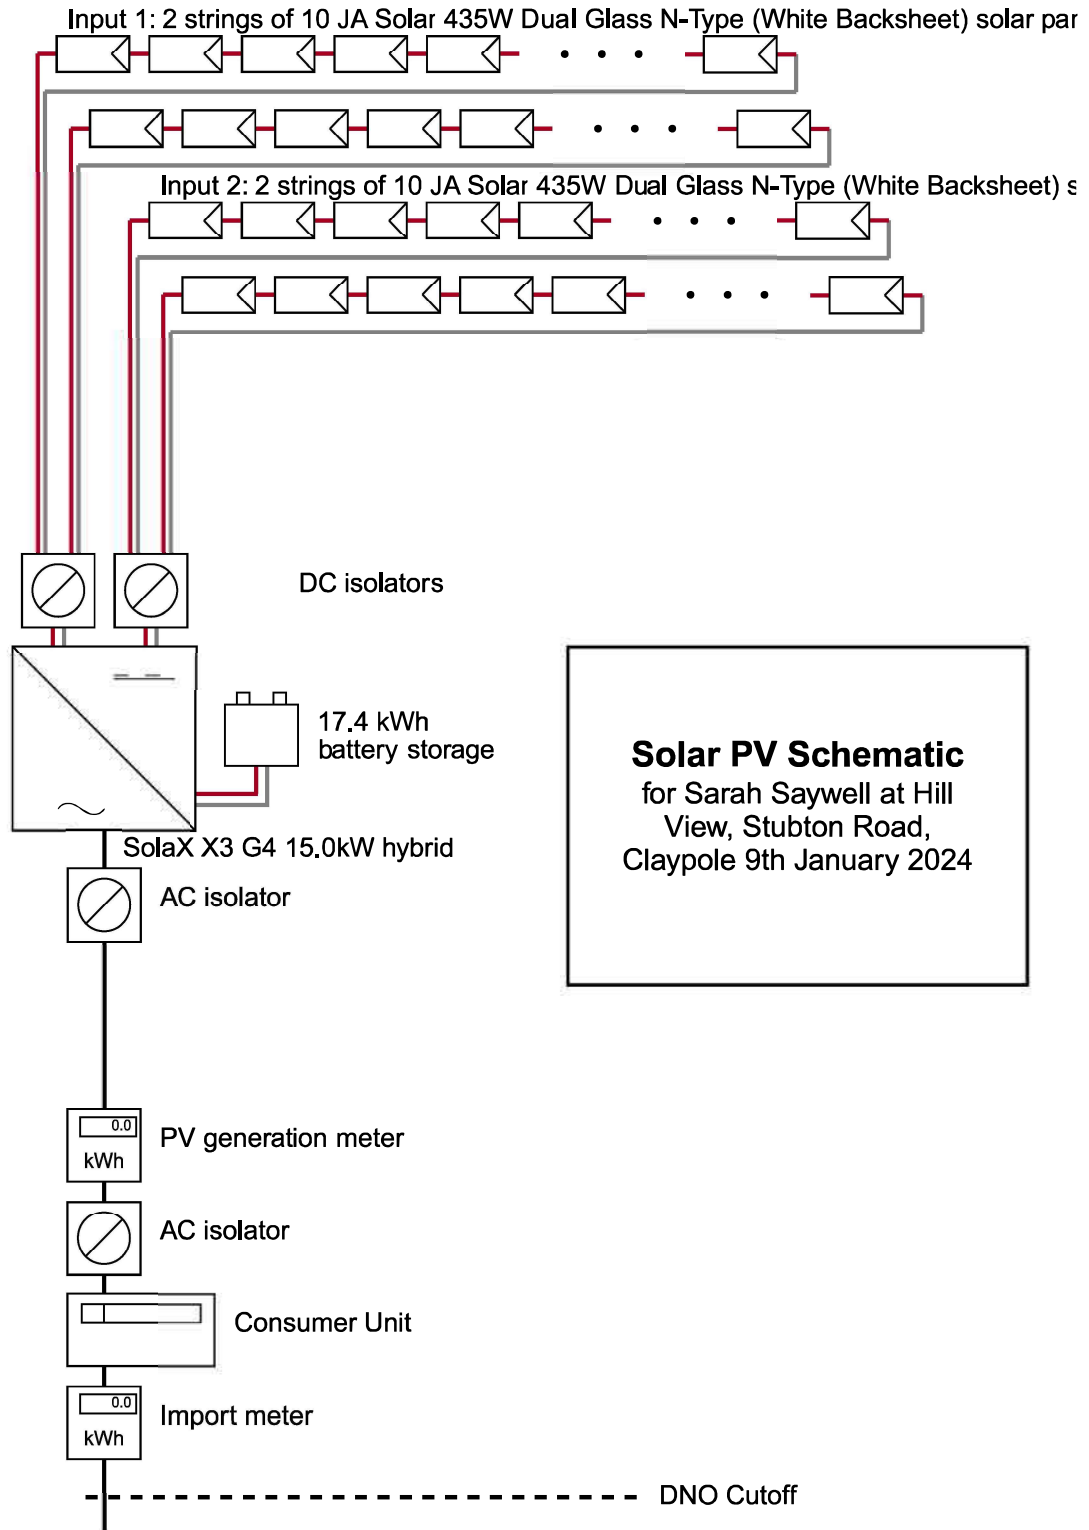 Input 1: 2 strings of 10 JA Solar 435W Dual Glass N-Type (White Backsheet) solar par
Input 2: 2 strings of 10 JA Solar 435W Dual Glass N-Type (White Backsheet) s
DC isolators
17.4 kWh
battery storage
SolaX X3 G4 15.0kW hybrid
AC isolator
Solar PV Schematic
for Sarah Saywell at Hill
View, Stubton Road,
Claypole 9th January 2024
0.0
kWh
PV generation meter
AC isolator
Consumer Unit
0.0
kWh
Import meter
DNO Cutoff